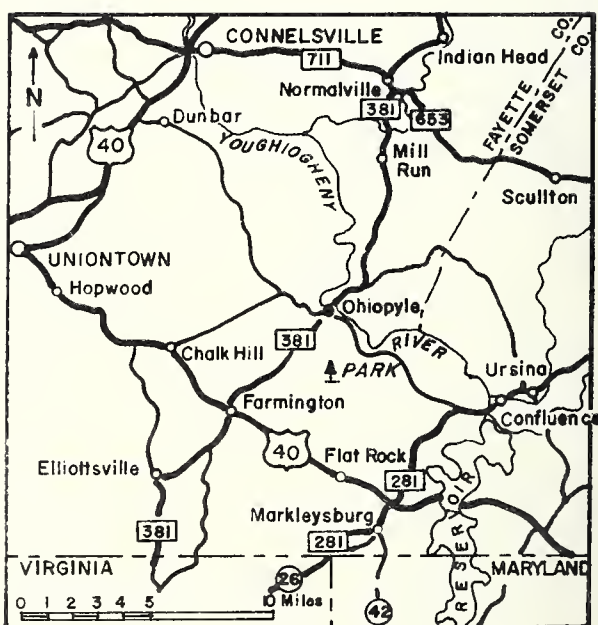 CONNELSVILLE
711
Indian Head
Normalville
381
653
N
Dunbar
40
YOUGHIOGHENY
Mill
Run
FAYETTE CO.
SOMERSET CO.
Scullton
UNIONTOWN
Hopwood
Ohiopyle
381
RIVER
Chalk Hill
PARK
Ursina
Farmington
Confluence
40
Flat Rock
Elliottsville
281
RESERVOIR
Markleysburg
381
281
VIRGINIA
MARYLAND
26
0 1 2 3 4 5 10 Miles
42